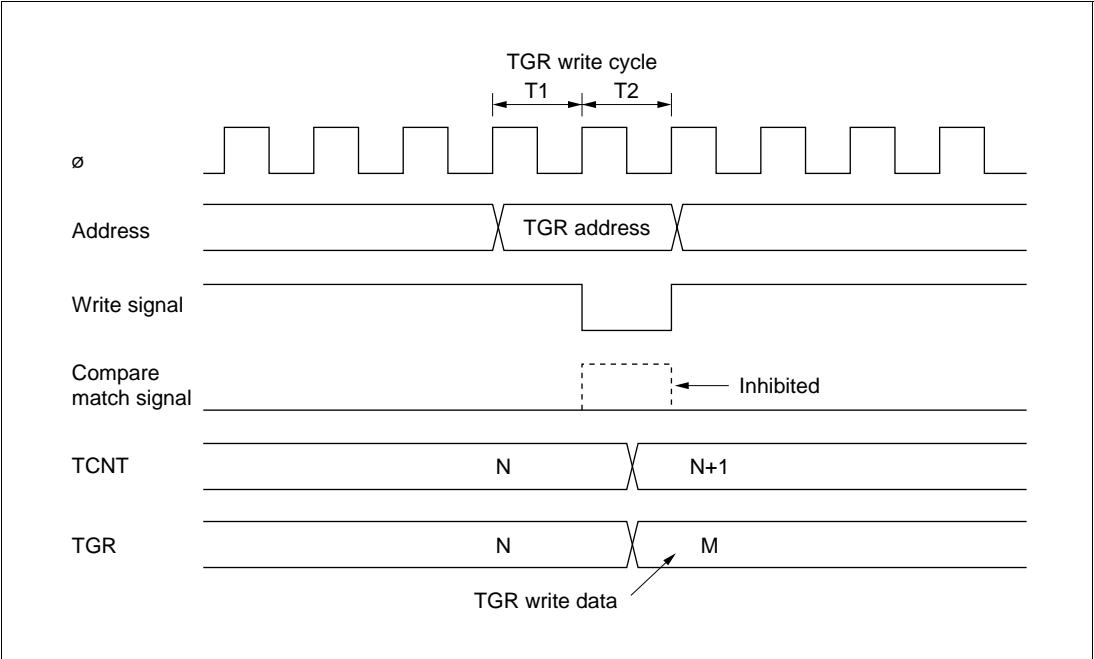 TGR write cycle
T1 T2
ø
Address TGR address
Write signal
Compare
match signal Inhibited
TCNT N N+1
TGR N M
TGR write data